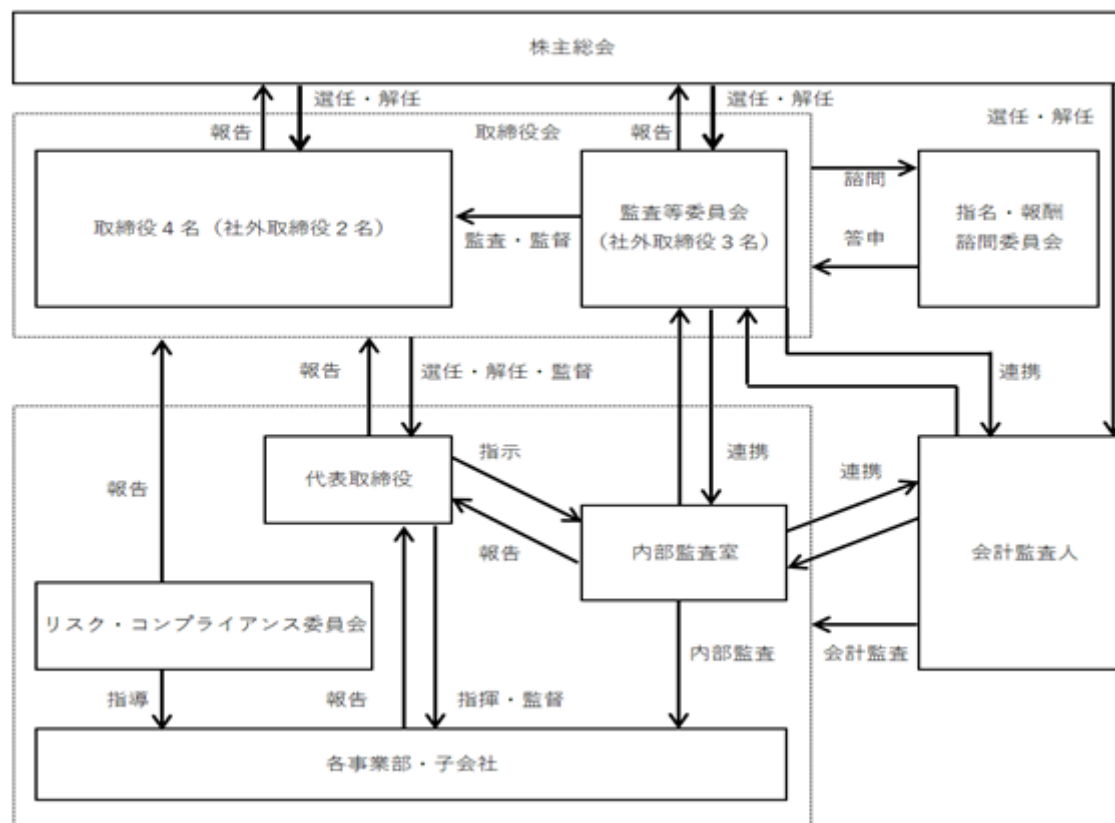 株主総会
選任・解任
選任・解任
選任・解任
報告
取締役会
報告
取締役４名（社外取締役２名）
監査・監督
監査等委員会
（社外取締役３名）
諮問
答申
指名・報酬
諮問委員会
報告
選任・解任・監督
連携
報告
代表取締役
指示
報告
連携
内部監査室
連携
会計監査人
リスク・コンプライアンス委員会
内部監査
会計監査
指導
報告
指揮・監督
各事業部・子会社